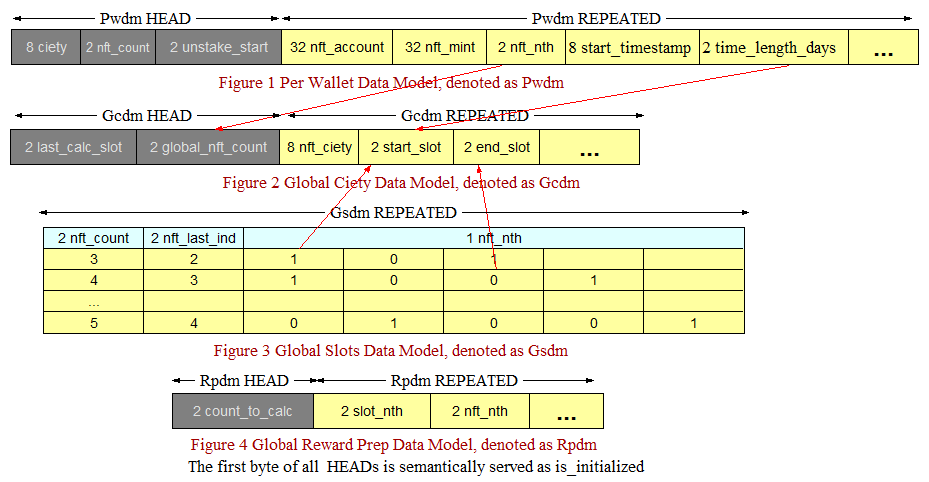 Pwdm HEAD Pwdm REPEATED
8 ciety 2 nft_count 2 unstake_start 32 nft_account 32 nft_mint 2 nft_nth 8 start_timestamp 2 time_length_days ...
Figure 1 Per Wallet Data Model, denoted as Pwdm
Gcdm HEAD Gcdm REPEATED
2 last_calc_slot 2 global_nft_count 8 nft_ciety 2 start_slot 2 end_slot ...
Figure 2 Global Ciety Data Model, denoted as Gcdm
Gsdm REPEATED
2 nft_count 2 nft_last_ind 1 nft_nth
3 2 1 0 1
4 3 1 0 0 1
...
5 4 0 1 0 0 1
Figure 3 Global Slots Data Model, denoted as Gsdm
Rpdm HEAD Rpdm REPEATED
2 count_to_calc 2 slot_nth 2 nft_nth ...
Figure 4 Global Reward Prep Data Model, denoted as Rpdm
The first byte of all HEADs is semantically served as is_initialized